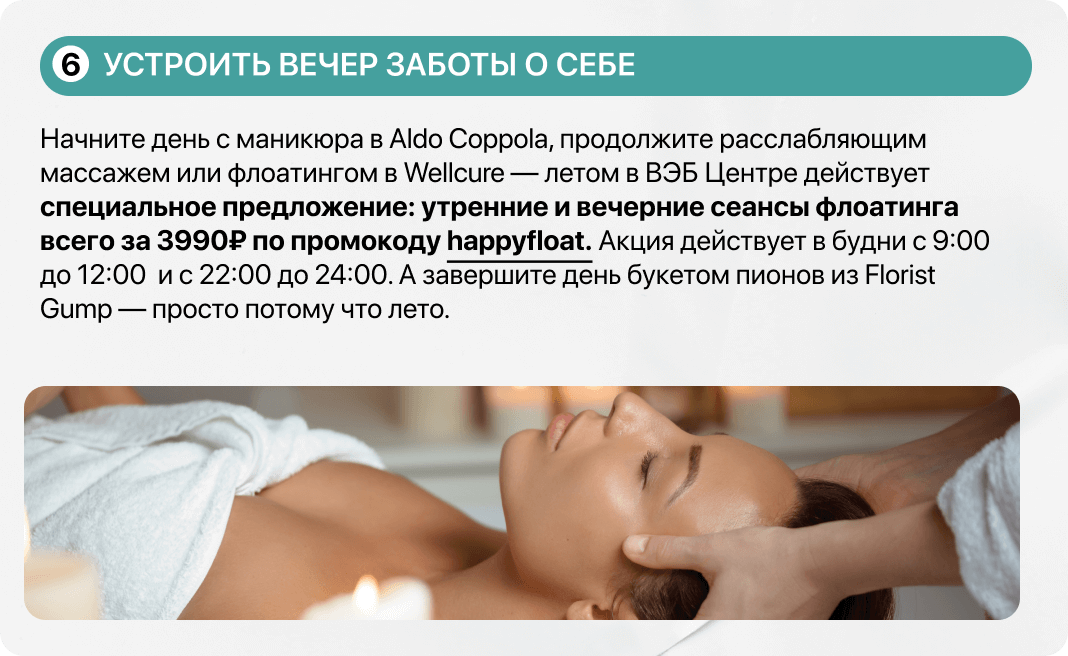 6 УСТРОИТЬ ВЕЧЕР ЗАБОТЫ О СЕБЕ
Начните день с маникюра в Aldo Coppola, продолжите расслабляющим
массажем или флоатингом в Wellcure — летом в ВЭБ Центре действует
специальное предложение: утренние и вечерние сеансы флоатинга
всего за 3990₽ по промокоду happyfloat. Акция действует в будни с 9:00
до 12:00  и с 22:00 до 24:00. А завершите день букетом пионов из Florist
Gump — просто потому что лето.